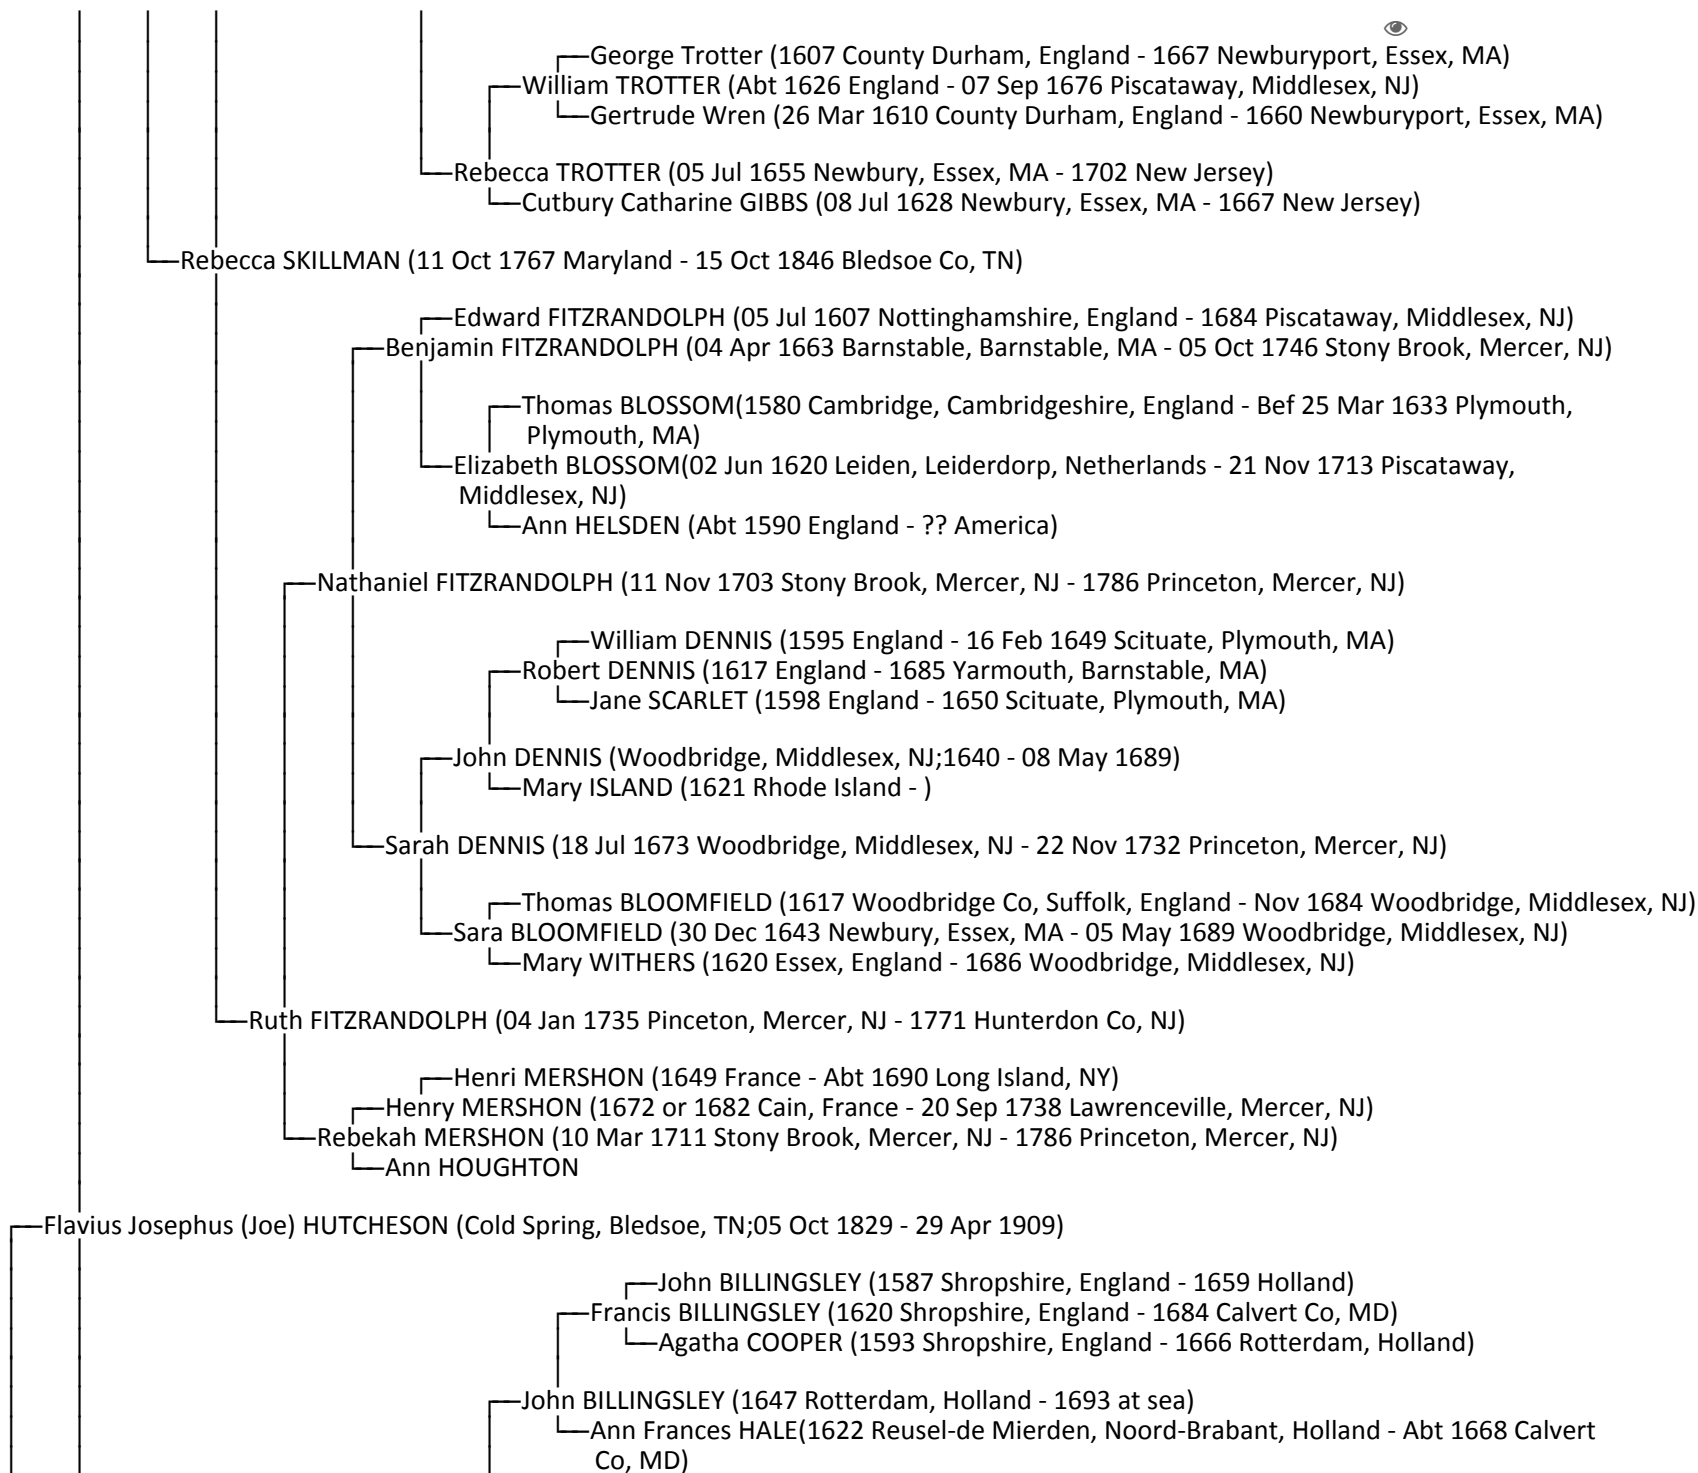 George Trotter (1607 County Durham, England - 1667 Newburyport, Essex, MA)
William TROTTER (Abt 1626 England - 07 Sep 1676 Piscataway, Middlesex, NJ)
Gertrude Wren (26 Mar 1610 County Durham, England - 1660 Newburyport, Essex, MA)
Rebecca TROTTER (05 Jul 1655 Newbury, Essex, MA - 1702 New Jersey)
Cutbury Catharine GIBBS (08 Jul 1628 Newbury, Essex, MA - 1667 New Jersey)
Rebecca SKILLMAN (11 Oct 1767 Maryland - 15 Oct 1846 Bledsoe Co, TN)
Edward FITZRANDOLPH (05 Jul 1607 Nottinghamshire, England - 1684 Piscataway, Middlesex, NJ)
Benjamin FITZRANDOLPH (04 Apr 1663 Barnstable, Barnstable, MA - 05 Oct 1746 Stony Brook, Mercer, NJ)
Thomas BLOSSOM(1580 Cambridge, Cambridgeshire, England - Bef 25 Mar 1633 Plymouth,
Plymouth, MA)
Elizabeth BLOSSOM(02 Jun 1620 Leiden, Leiderdorp, Netherlands - 21 Nov 1713 Piscataway,
Middlesex, NJ)
Ann HELSDEN (Abt 1590 England - ?? America)
Nathaniel FITZRANDOLPH (11 Nov 1703 Stony Brook, Mercer, NJ - 1786 Princeton, Mercer, NJ)
William DENNIS (1595 England - 16 Feb 1649 Scituate, Plymouth, MA)
Robert DENNIS (1617 England - 1685 Yarmouth, Barnstable, MA)
Jane SCARLET (1598 England - 1650 Scituate, Plymouth, MA)
John DENNIS (Woodbridge, Middlesex, NJ;1640 - 08 May 1689)
Mary ISLAND (1621 Rhode Island - )
Sarah DENNIS (18 Jul 1673 Woodbridge, Middlesex, NJ - 22 Nov 1732 Princeton, Mercer, NJ)
Thomas BLOOMFIELD (1617 Woodbridge Co, Suffolk, England - Nov 1684 Woodbridge, Middlesex, NJ)
Sara BLOOMFIELD (30 Dec 1643 Newbury, Essex, MA - 05 May 1689 Woodbridge, Middlesex, NJ)
Mary WITHERS (1620 Essex, England - 1686 Woodbridge, Middlesex, NJ)
Ruth FITZRANDOLPH (04 Jan 1735 Pinceton, Mercer, NJ - 1771 Hunterdon Co, NJ)
Henri MERSHON (1649 France - Abt 1690 Long Island, NY)
Henry MERSHON (1672 or 1682 Cain, France - 20 Sep 1738 Lawrenceville, Mercer, NJ)
Rebekah MERSHON (10 Mar 1711 Stony Brook, Mercer, NJ - 1786 Princeton, Mercer, NJ)
Ann HOUGHTON
Flavius Josephus (Joe) HUTCHESON (Cold Spring, Bledsoe, TN;05 Oct 1829 - 29 Apr 1909)
John BILLINGSLEY (1587 Shropshire, England - 1659 Holland)
Francis BILLINGSLEY (1620 Shropshire, England - 1684 Calvert Co, MD)
Agatha COOPER (1593 Shropshire, England - 1666 Rotterdam, Holland)
John BILLINGSLEY (1647 Rotterdam, Holland - 1693 at sea)
Ann Frances HALE(1622 Reusel-de Mierden, Noord-Brabant, Holland - Abt 1668 Calvert
Co, MD)